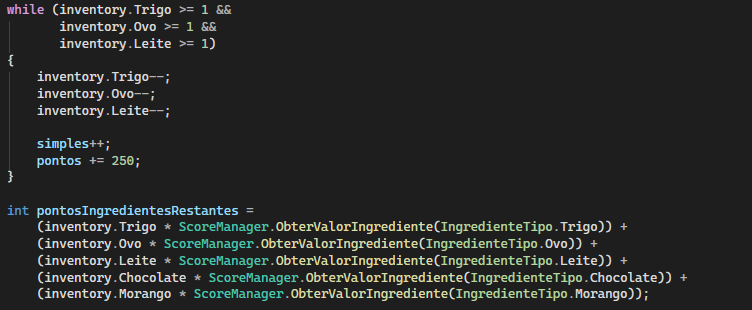 while (inventory.Trigo >= 1 &&
inventory.Ovo >= 1 &&
inventory.Leite >= 1)
{
inventory.Trigo--;
inventory.Ovo--;
inventory.Leite--;
simples++;
pontos += 250;
}
int pontosIngredientesRestantes =
(inventory.Trigo * ScoreManager.ObterValorIngrediente(IngredienteTipo.Trigo)) +
(inventory.Ovo * ScoreManager.ObterValorIngrediente(IngredienteTipo.Ovo)) +
(inventory.Leite * ScoreManager.ObterValorIngrediente(IngredienteTipo.Leite)) +
(inventory.Chocolate * ScoreManager.ObterValorIngrediente(IngredienteTipo.Chocolate)) +
(inventory.Morango * ScoreManager.ObterValorIngrediente(IngredienteTipo.Morango));